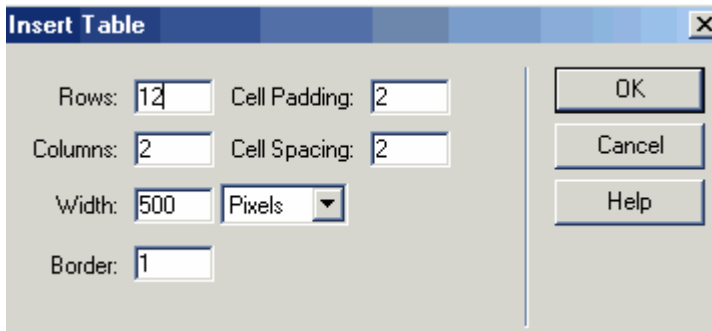 Insert Table
Rows: 12 Cell Padding: 2 OK
Columns: 2 Cell Spacing: 2 Cancel
Width: 500 Pixels Help
Border: 1